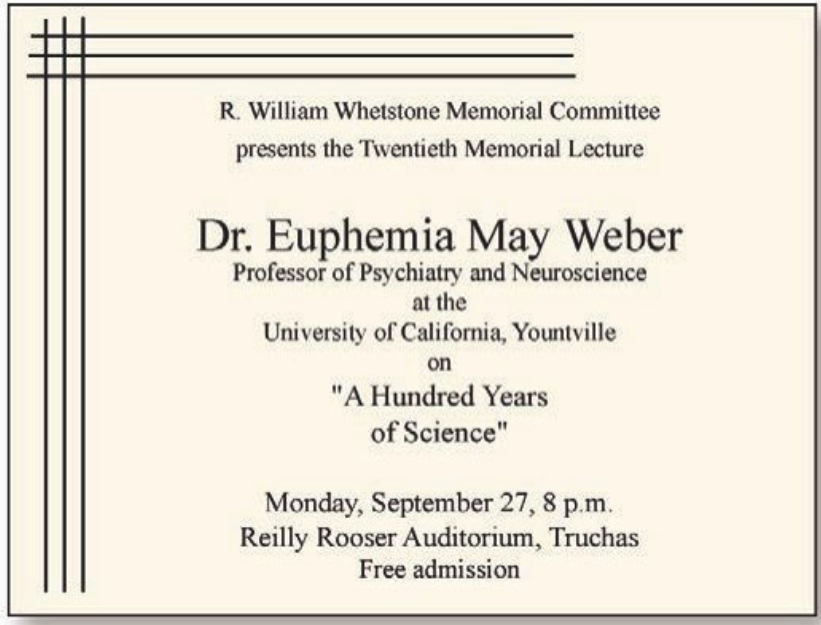 R. William Whetstone Memorial Committee
presents the Twentieth Memorial Lecture
Dr. Euphemia May Weber
Professor of Psychiatry and Neuroscience
at the
University of California, Yountville
on
"A Hundred Years
of Science"
Monday, September 27, 8 p.m.
Reilly Rooser Auditorium, Truchas
Free admission